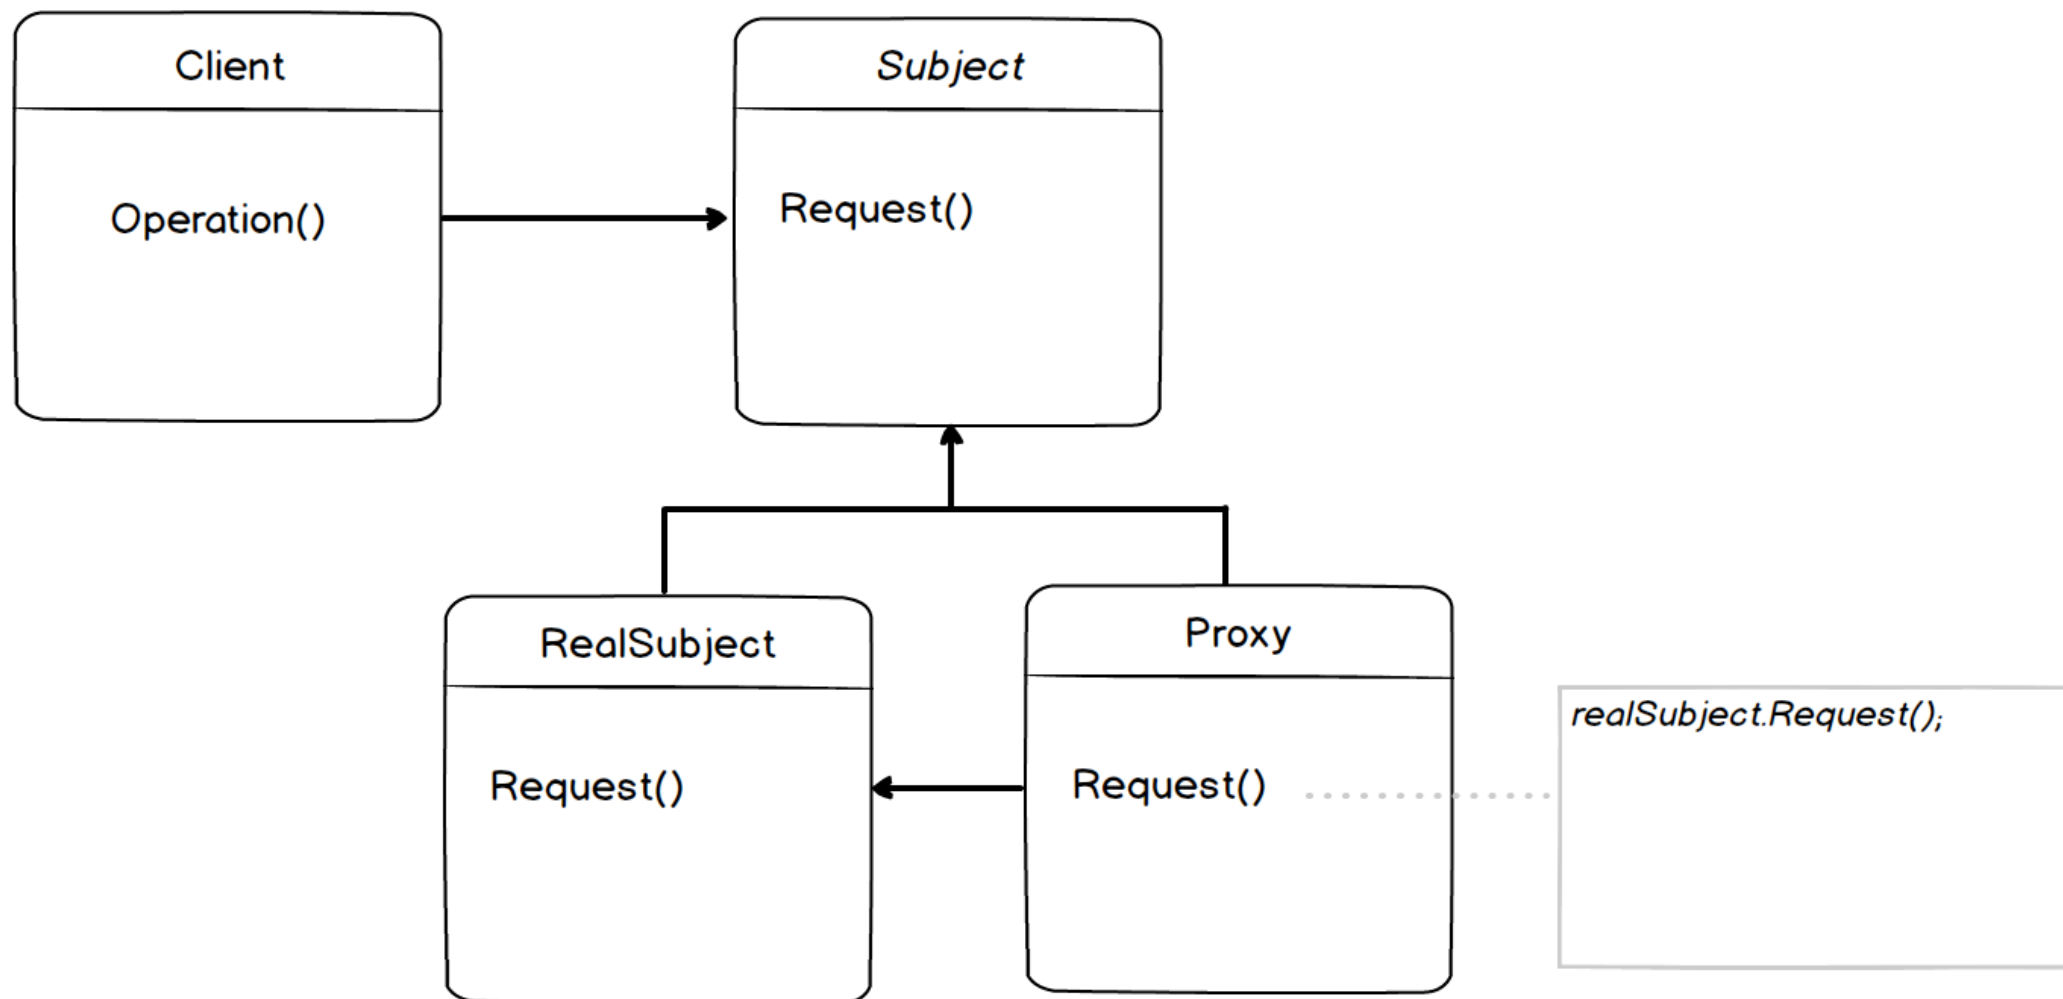 Client
Operation()
Subject
Request()
RealSubject
Request()
Proxy
Request()
realSubject.Request();